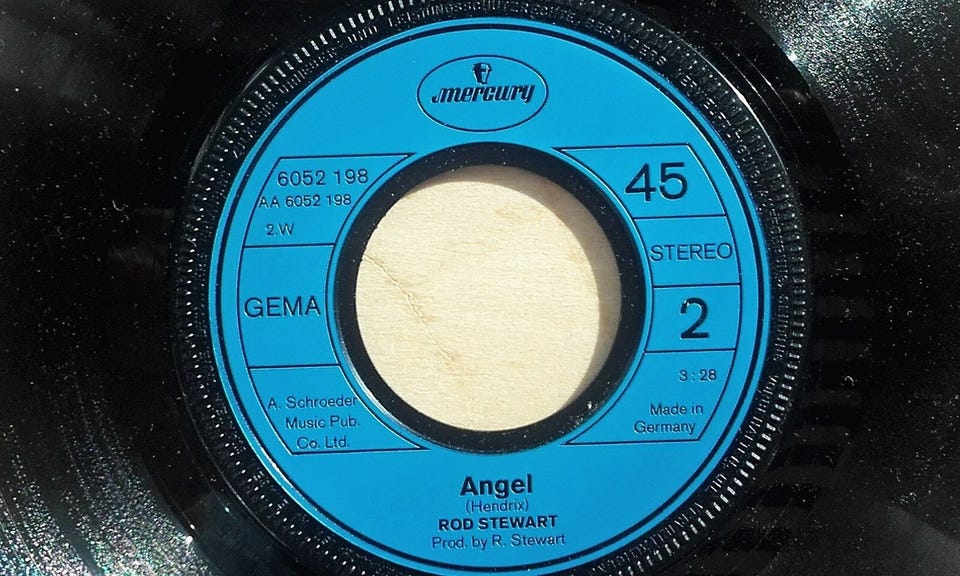 mercury
6052 198
AA 6052 198
2.W
GEMA
A. Schroeder
Music Pub.
Co. Ltd.
45
STEREO
2
3:28
Made in
Germany
Angel
(Hendrix)
ROD STEWART
Prod. by R. Stewart